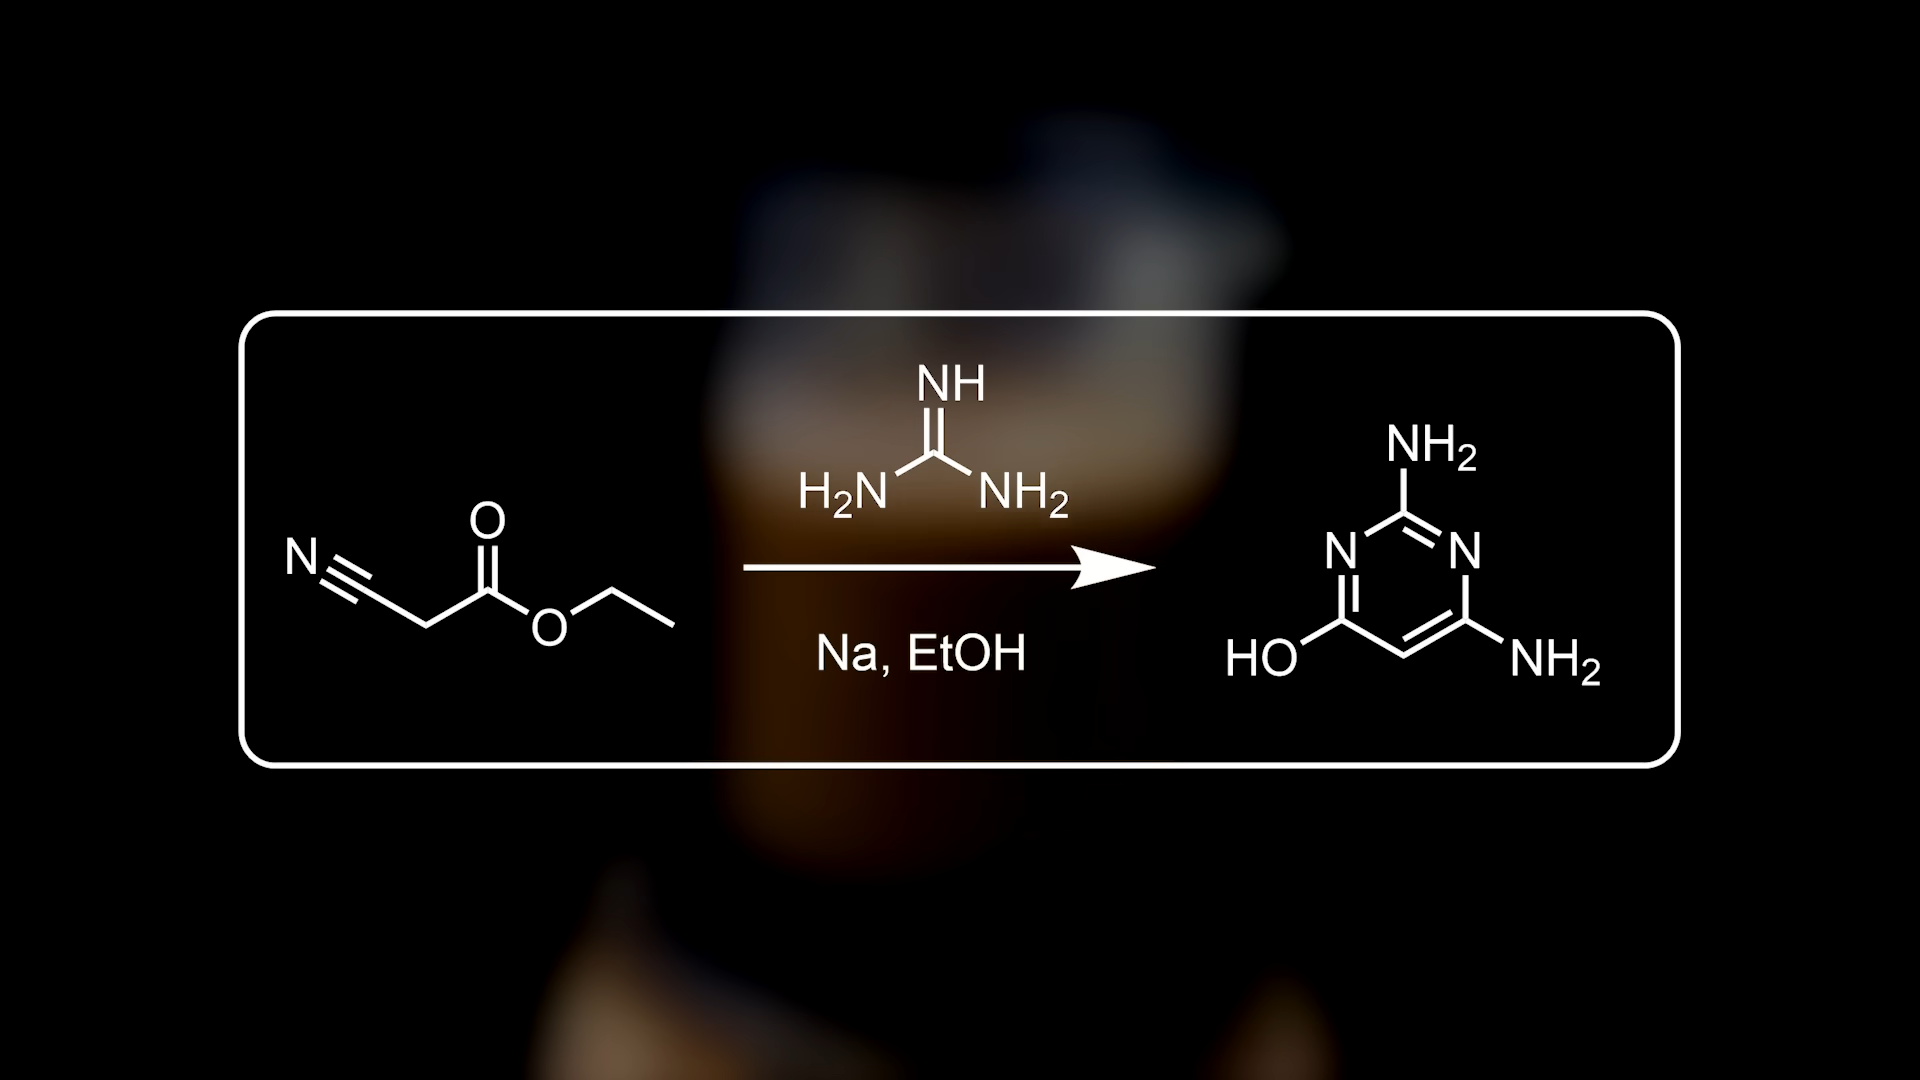 NH
H₂N NH₂
N
O
O
Na, EtOH
NH₂
N N
HO NH₂